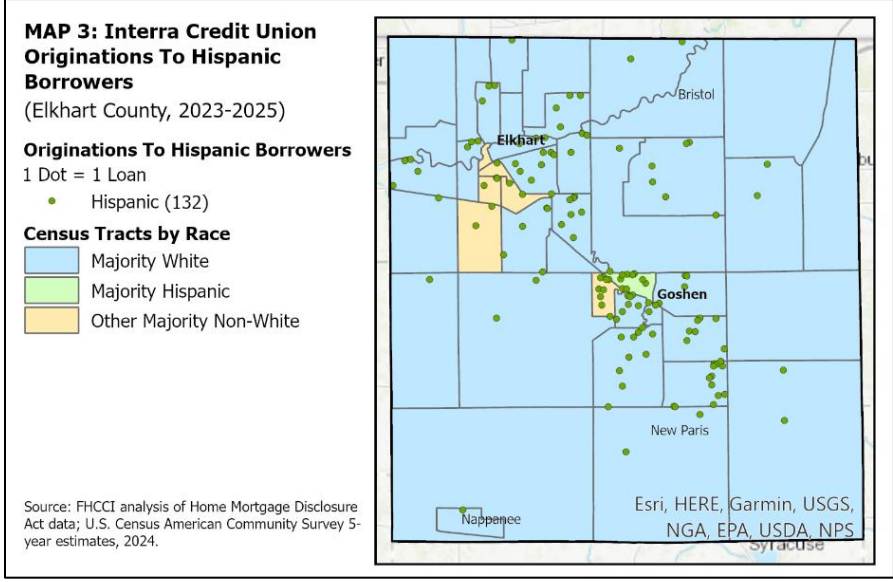 MAP 3: Interra Credit Union
Originations To Hispanic
Borrowers
(Elkhart County, 2023-2025)
Originations To Hispanic Borrowers
1 Dot = 1 Loan
Hispanic (132)
Census Tracts by Race
Majority White
Majority Hispanic
Other Majority Non-White
Source: FHCCI analysis of Home Mortgage Disclosure
Act data; U.S. Census American Community Survey 5-
year estimates, 2024.
Bristol
Elkhart
Goshen
New Paris
Nappanee
Esri, HERE, Garmin, USGS,
NGA, EPA, USDA, NPS
Syracuse